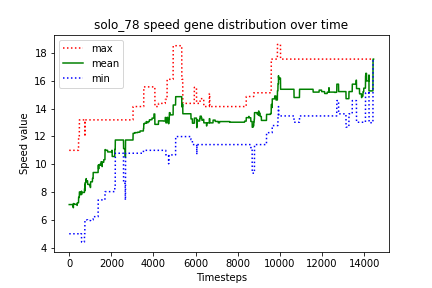 solo_78 speed gene distribution over time
max
mean
min
Speed value
18
16
14
12
10
8
6
4
0 2000 4000 6000 8000 10000 12000 14000
Timesteps